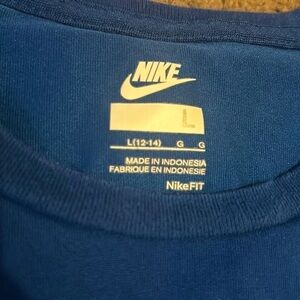 NIKE
L
L(12-14) G G
MADE IN INDONESIA
FABRIQUE EN INDONESIE
NikeFIT